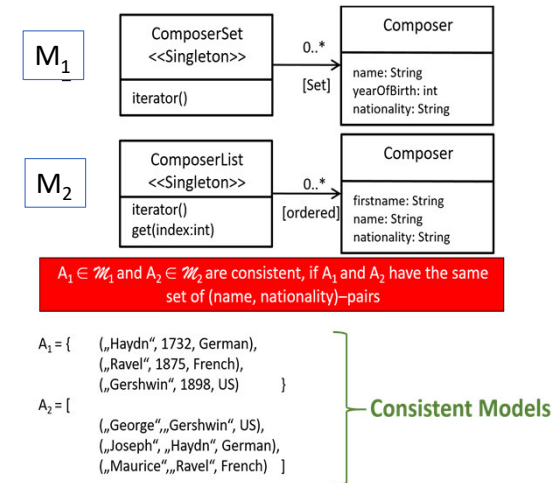 M1
ComposerSet
<<Singleton>>
iterator()
0..*
[Set]
Composer
name: String
yearOfBirth: int
nationality: String
M2
ComposerList
<<Singleton>>
iterator()
get(index:int)
0..*
[ordered]
Composer
firstname: String
name: String
nationality: String
A1 ∈ ℳ1 and A2 ∈ ℳ2 are consistent, if A1 and A2 have the same
set of (name, nationality)–pairs
A1 = { („Haydn“, 1732, German),
(„Ravel“, 1875, French),
(„Gershwin“, 1898, US) }
A2 = [
(„George“„Gershwin“, US),
(„Joseph“, „Haydn“, German),
(„Maurice“„Ravel“, French) ]
Consistent Models